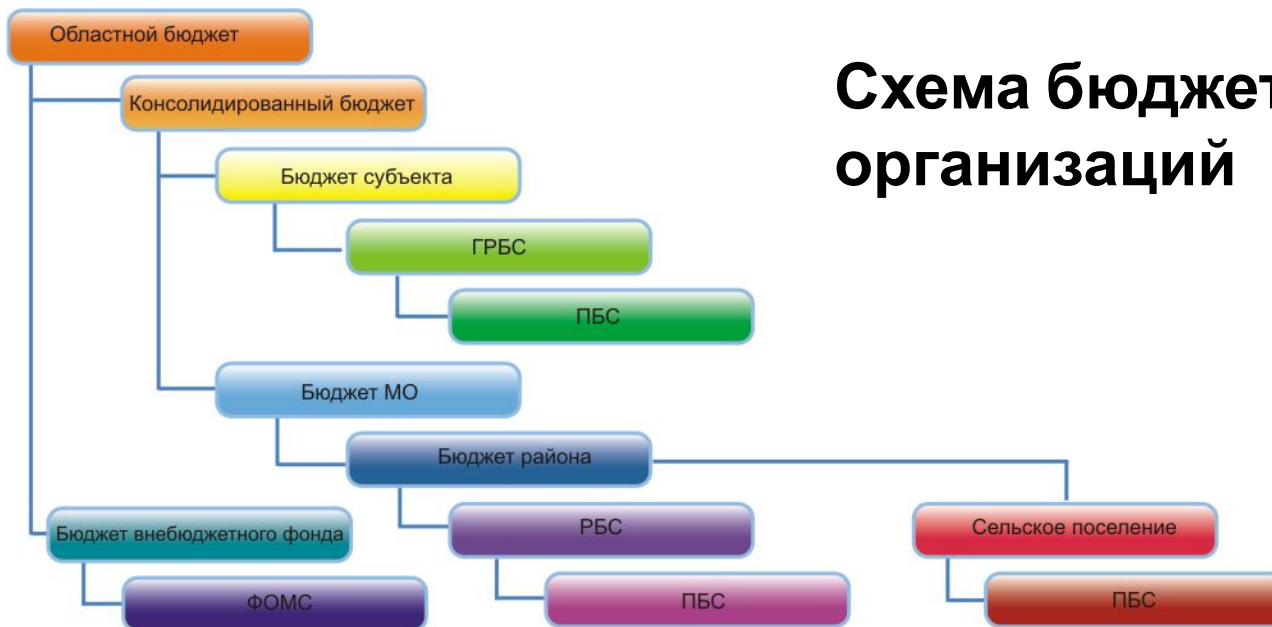 Областной бюджет
Схема бюджет
организаций
Консолидированный бюджет
Бюджет субъекта
ГРБС
ПБС
Бюджет МО
Бюджет района
Бюджет внебюджетного фонда
РБС
Сельское поселение
ФОМС
ПБС
ПБС